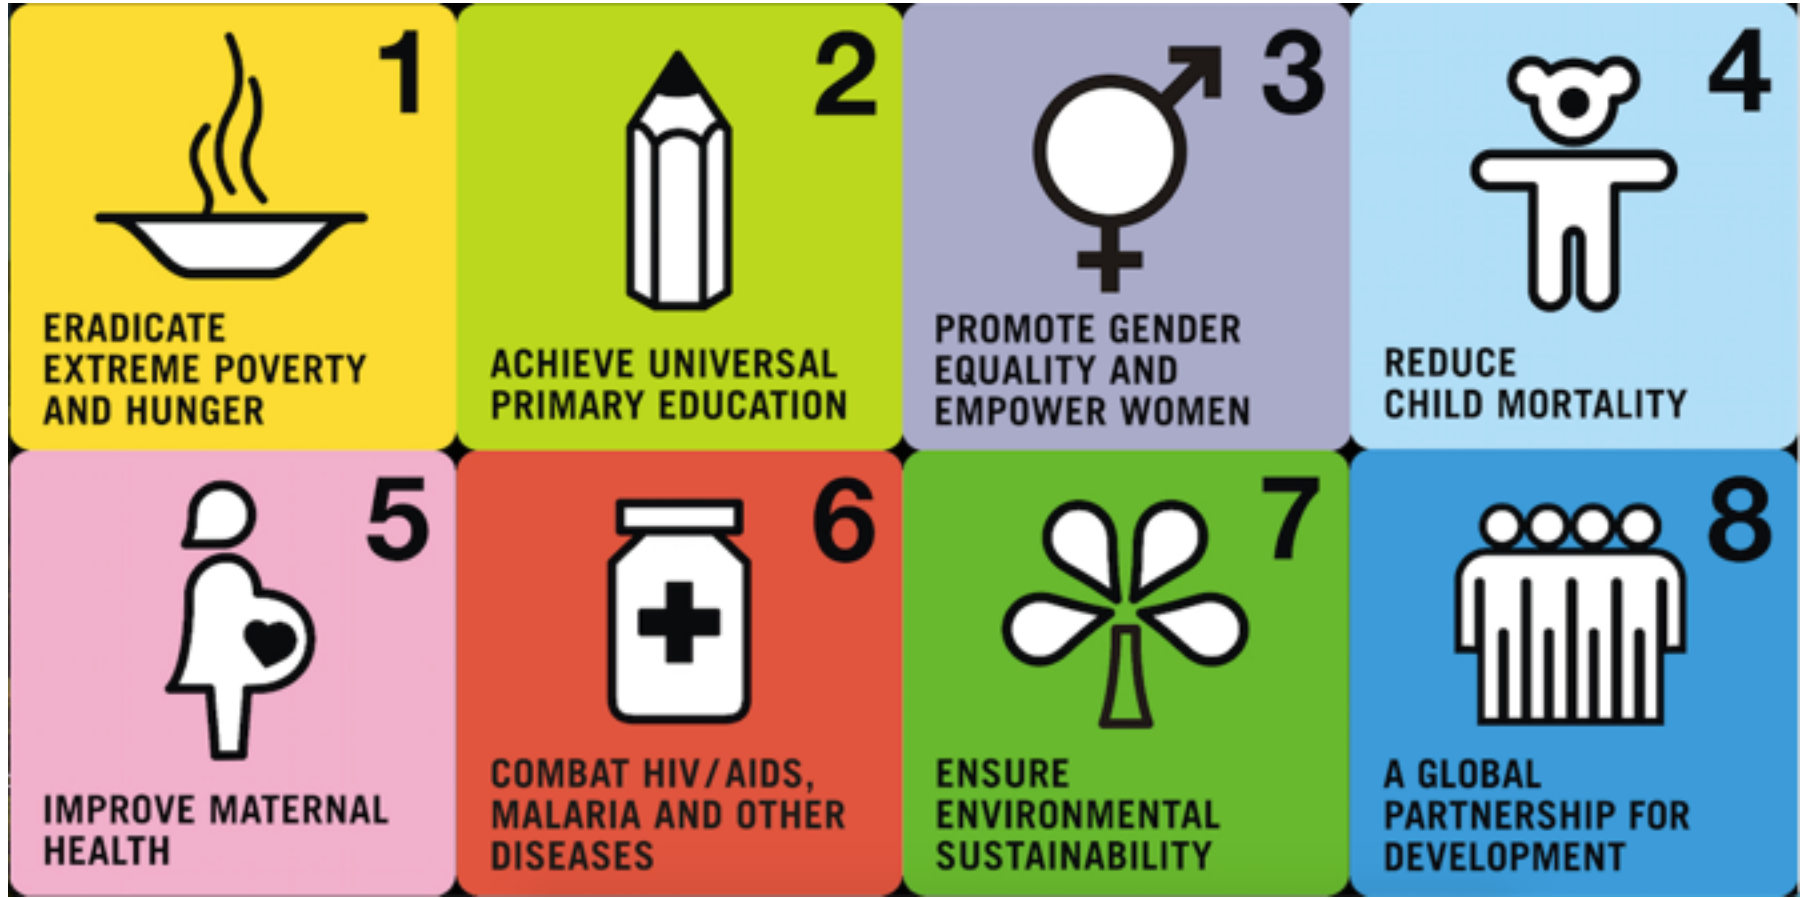 1
ERADICATE
EXTREME POVERTY
AND HUNGER
2
ACHIEVE UNIVERSAL
PRIMARY EDUCATION
3
PROMOTE GENDER
EQUALITY AND
EMPOWER WOMEN
4
REDUCE
CHILD MORTALITY
5
IMPROVE MATERNAL
HEALTH
6
COMBAT HIV/AIDS,
MALARIA AND OTHER
DISEASES
7
ENSURE
ENVIRONMENTAL
SUSTAINABILITY
8
A GLOBAL
PARTNERSHIP FOR
DEVELOPMENT